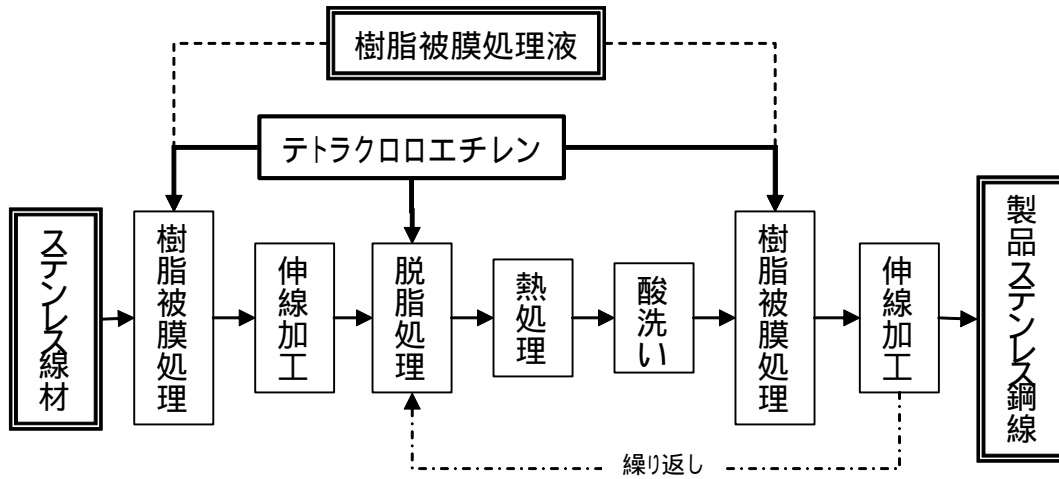 樹脂被膜処理液
テトラクロロエチレン
ステンレス線材
樹脂被膜処理
伸線加工
脱脂処理
熱処理
酸洗い
樹脂被膜処理
伸線加工
製品ステンレス鋼線
繰り返し